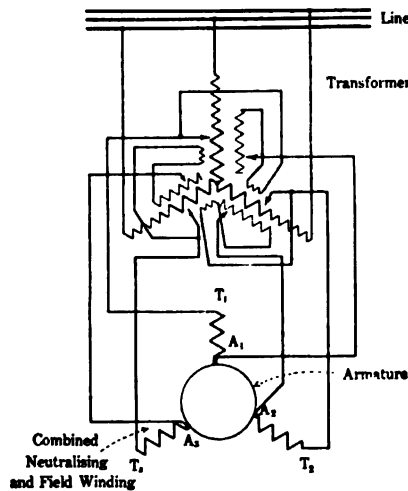 Line
Transformer
T₁
A₁
Armature
A₂
A₃
Combined
Neutralising
and Field Winding
T₃
T₂